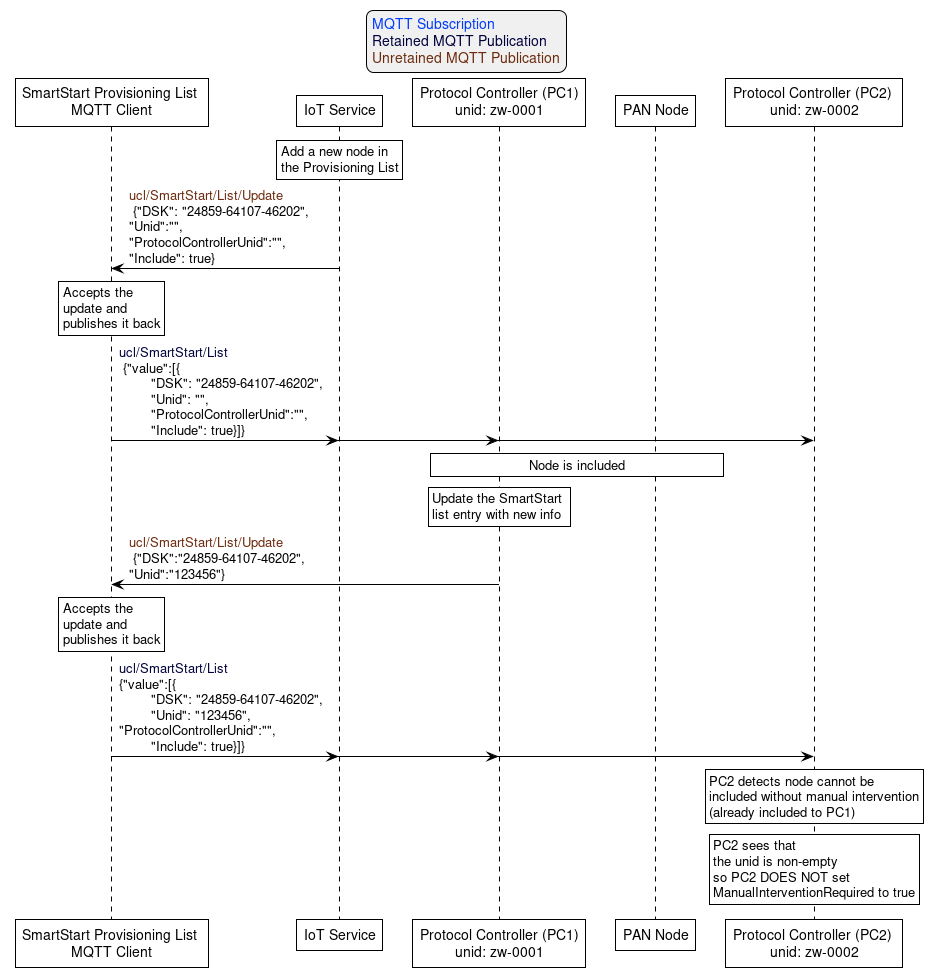 MQTT Subscription
Retained MQTT Publication
Unretained MQTT Publication
SmartStart Provisioning List
MQTT Client
IoT Service
Protocol Controller (PC1)
unid: zw-0001
PAN Node
Protocol Controller (PC2)
unid: zw-0002
Add a new node in
the Provisioning List
ucl/SmartStart/List/Update
{"DSK": "24859-64107-46202",
"Unid":"",
"ProtocolControllerUnid":"",
"Include": true}
Accepts the
update and
publishes it back
ucl/SmartStart/List
{"value":[{
"DSK": "24859-64107-46202",
"Unid": "",
"ProtocolControllerUnid":"",
"Include": true}]}
Node is included
Update the SmartStart
list entry with new info
ucl/SmartStart/List/Update
{"DSK":"24859-64107-46202",
"Unid":"123456"}
Accepts the
update and
publishes it back
ucl/SmartStart/List
{"value":[{
"DSK": "24859-64107-46202",
"Unid": "123456",
"ProtocolControllerUnid":"",
"Include": true}]}
PC2 detects node cannot be
included without manual intervention
(already included to PC1)
PC2 sees that
the unid is non-empty
so PC2 DOES NOT set
ManualInterventionRequired to true
SmartStart Provisioning List
MQTT Client
IoT Service
Protocol Controller (PC1)
unid: zw-0001
PAN Node
Protocol Controller (PC2)
unid: zw-0002